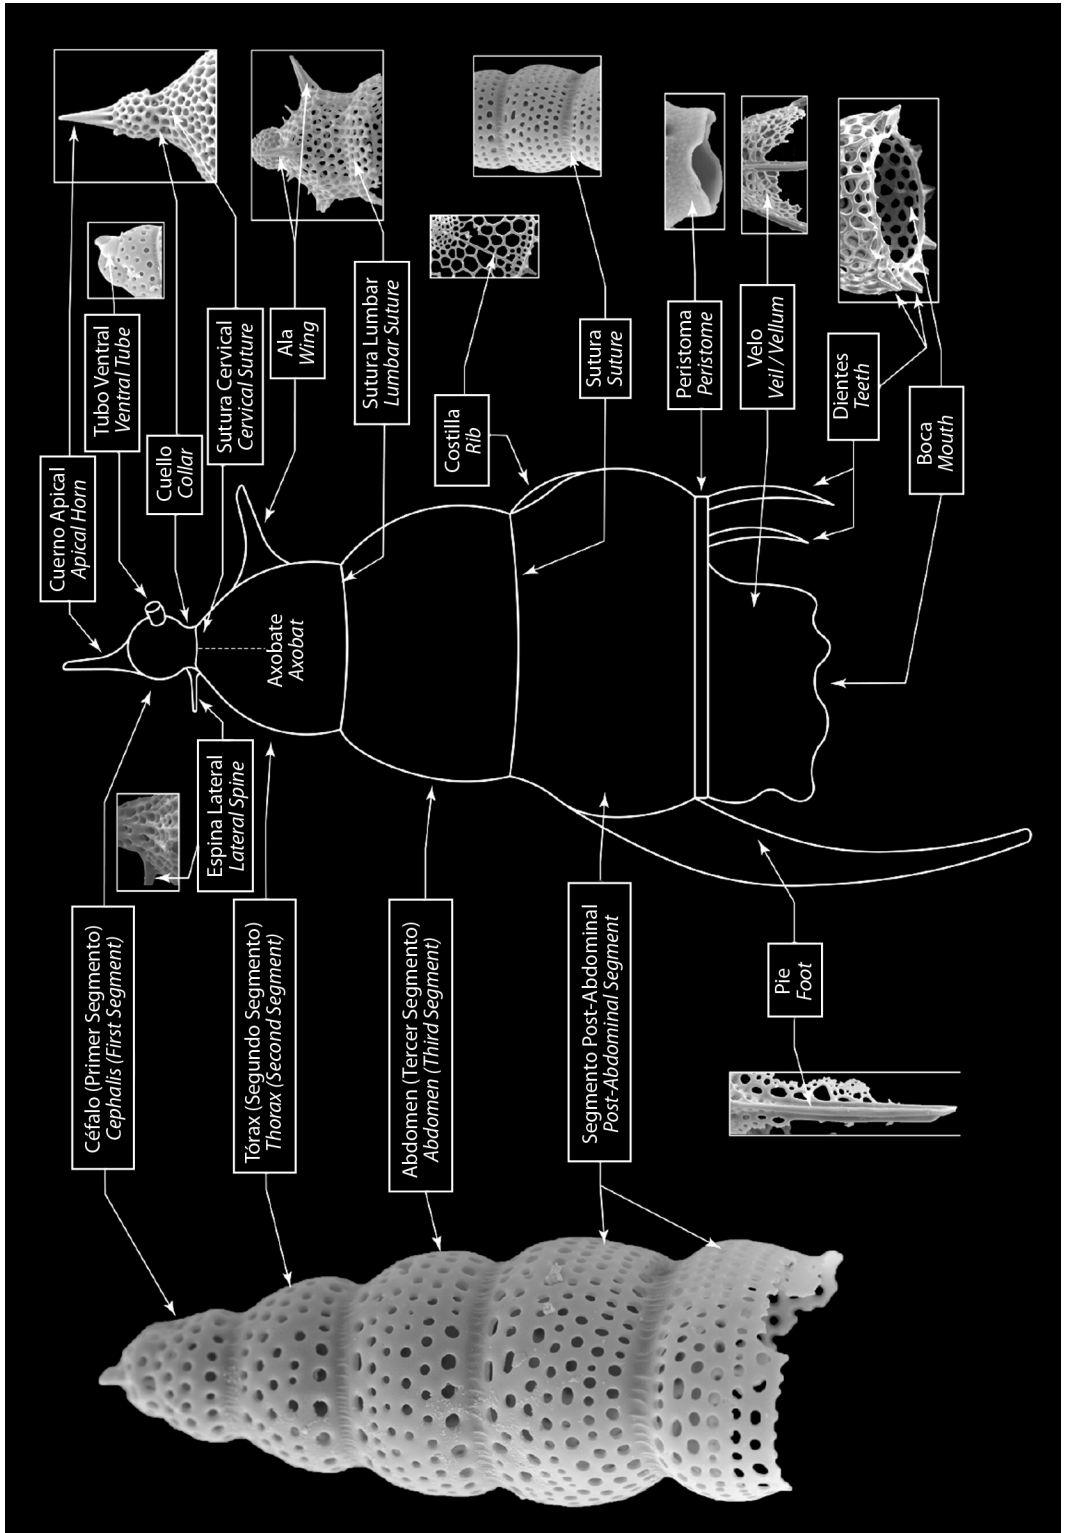 Céfalo (Primer Segmento)
Cephalis (First Segment)
Tórax (Segundo Segmento)
Thorax (Second Segment)
Abdomen (Tercer Segmento)
Abdomen (Third Segment)
Segmento Post-Abdominal
Post-Abdominal Segment
Pie
Foot
Espina Lateral
Lateral Spine
Axobate
Axobat
Cuerno Apical
Apical Horn
Tubo Ventral
Ventral Tube
Cuello
Collar
Sutura Cervical
Cervical Suture
Ala
Wing
Sutura Lumbar
Lumbar Suture
Costilla
Rib
Sutura
Suture
Peristoma
Peristome
Velo
Veil / Vellum
Dientes
Teeth
Boca
Mouth